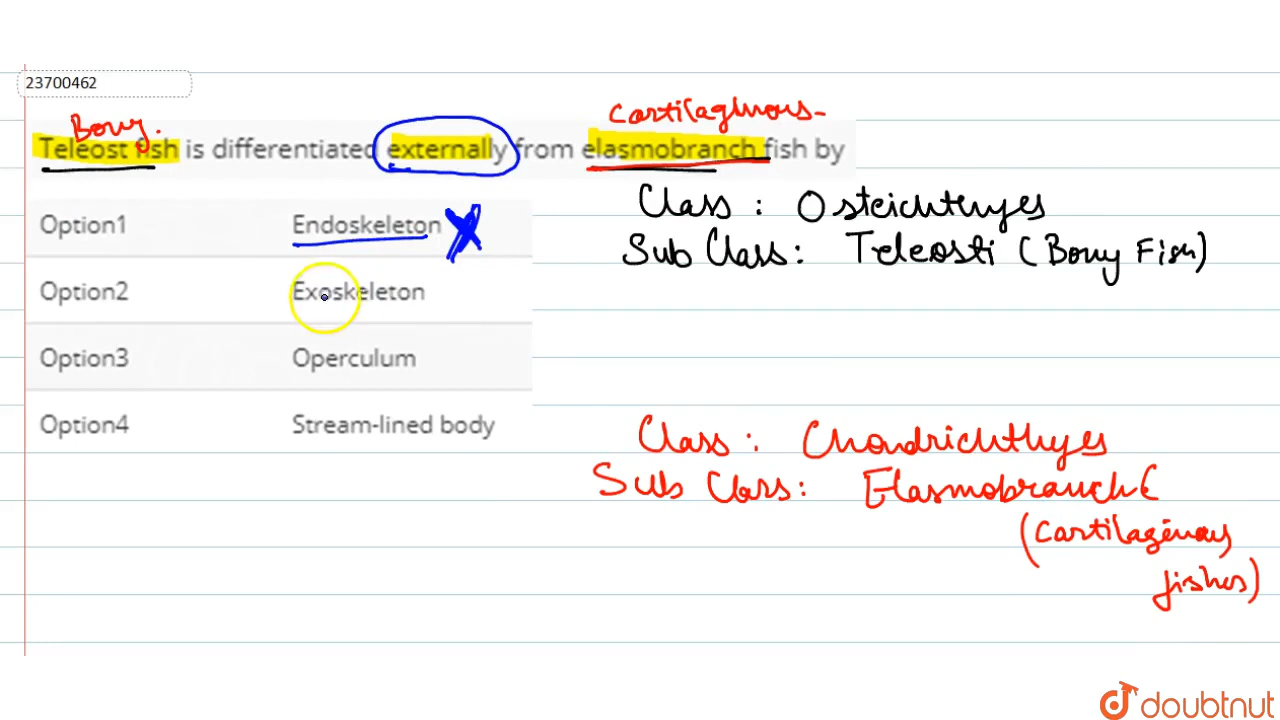 23700462
Bony.
Cartilaginous-
Teleost fish is differentiated externally from elasmobranch fish by
Option1 Endoskeleton
Option2 Exoskeleton
Option3 Operculum
Option4 Stream-lined body
Class : Osteichthyes
Sub Class: Teleosti (Bony Fish)
Class : Chondrichthyes
Sub Class: Elasmobranch (
(Cartilaginous
fishes)
doubtnut